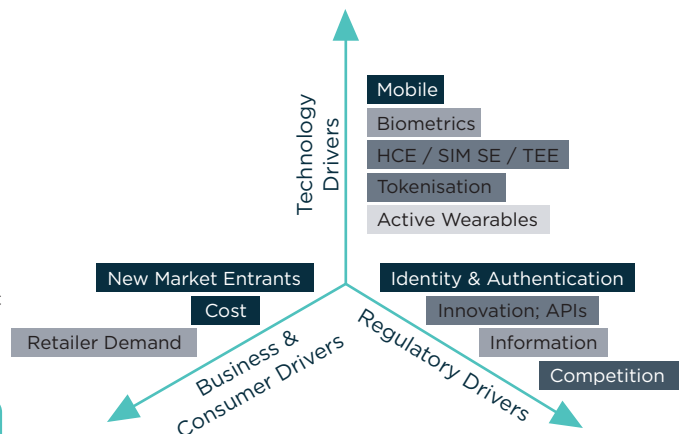 Technology
Drivers
Mobile
Biometrics
HCE / SIM SE / TEE
Tokenisation
Active Wearables
New Market Entrants
Cost
Retailer Demand
Business &
Consumer Drivers
Identity & Authentication
Innovation; APIs
Information
Competition
Regulatory Drivers